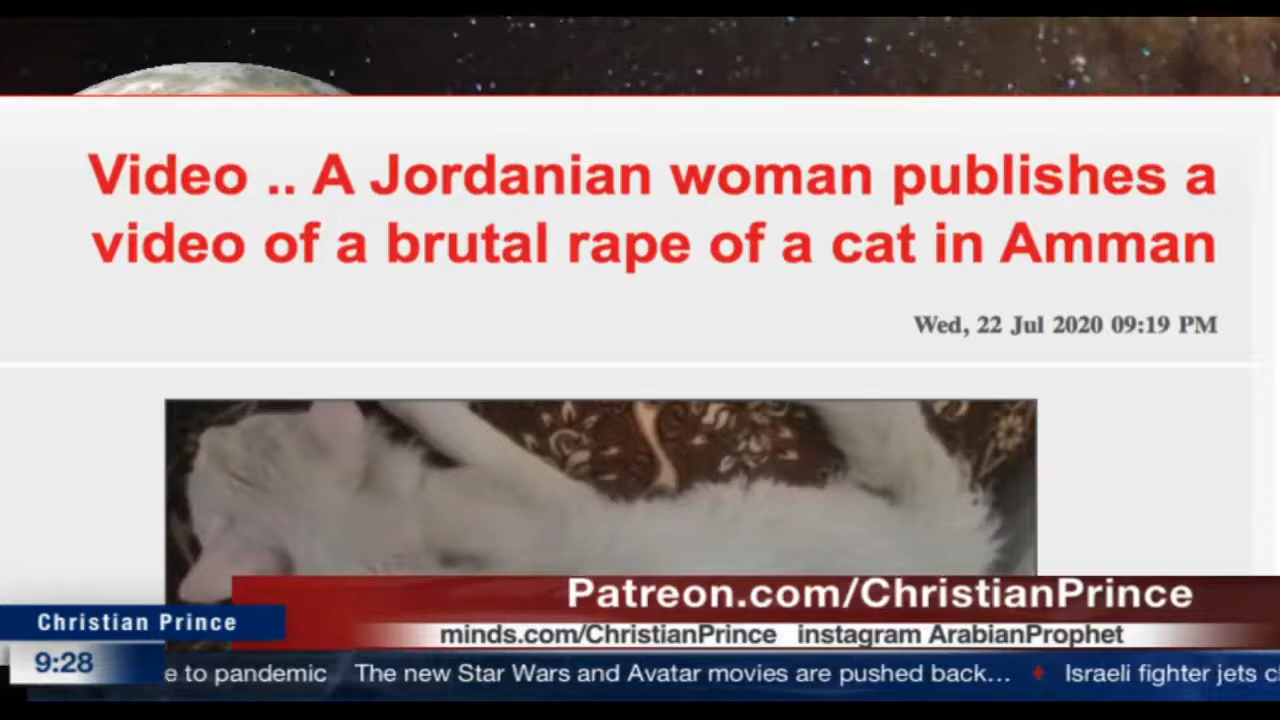 Video .. A Jordanian woman publishes a
video of a brutal rape of a cat in Amman
Wed, 22 Jul 2020 09:19 PM
Patreon.com/ChristianPrince
Christian Prince
minds.com/ChristianPrince instagram ArabianProphet
9:28
e to pandemic The new Star Wars and Avatar movies are pushed back... Israeli fighter jets